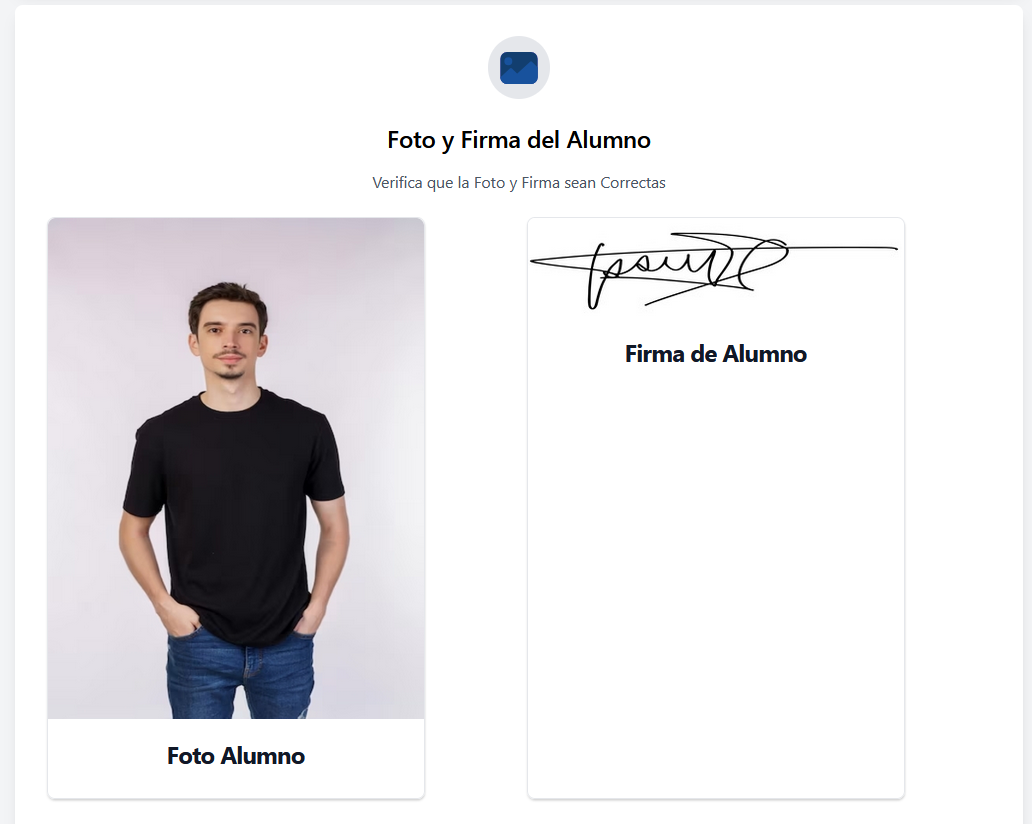 Foto y Firma del Alumno
Verifica que la Foto y Firma sean Correctas
Firma de Alumno
Foto Alumno